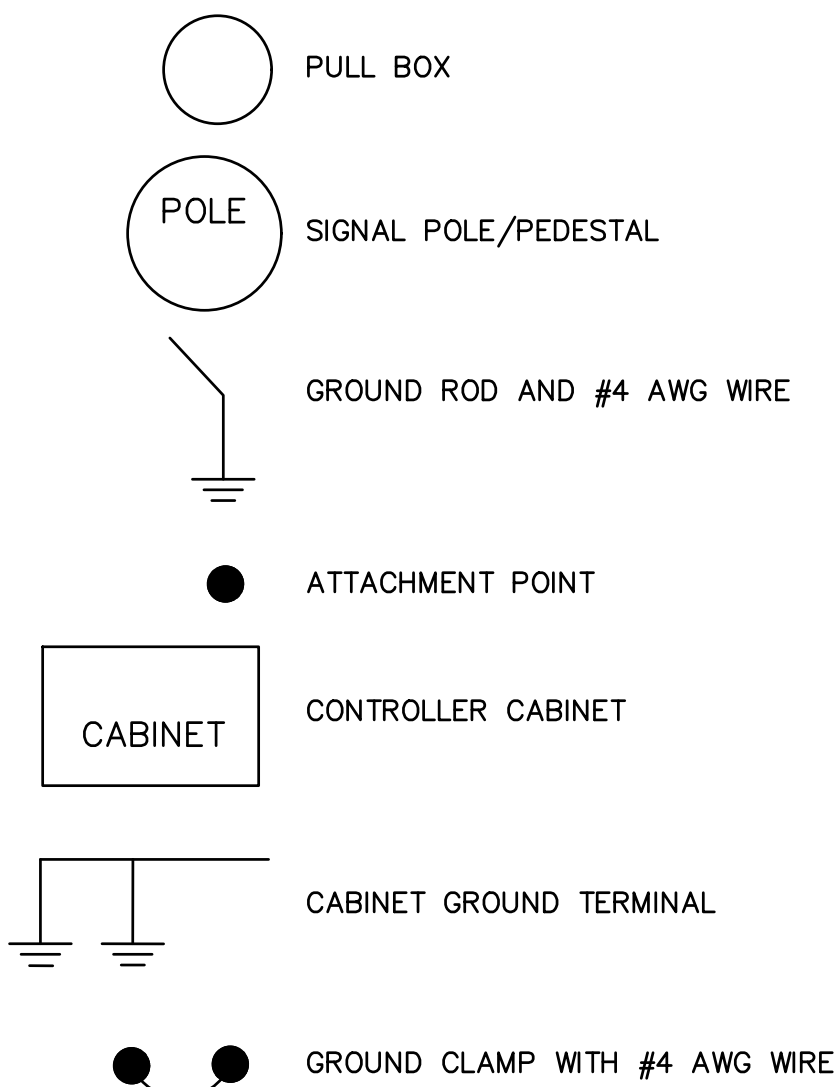 PULL BOX
POLE
SIGNAL POLE/PEDESTAL
GROUND ROD AND #4 AWG WIRE
ATTACHMENT POINT
CONTROLLER CABINET
CABINET
CABINET GROUND TERMINAL
GROUND CLAMP WITH #4 AWG WIRE